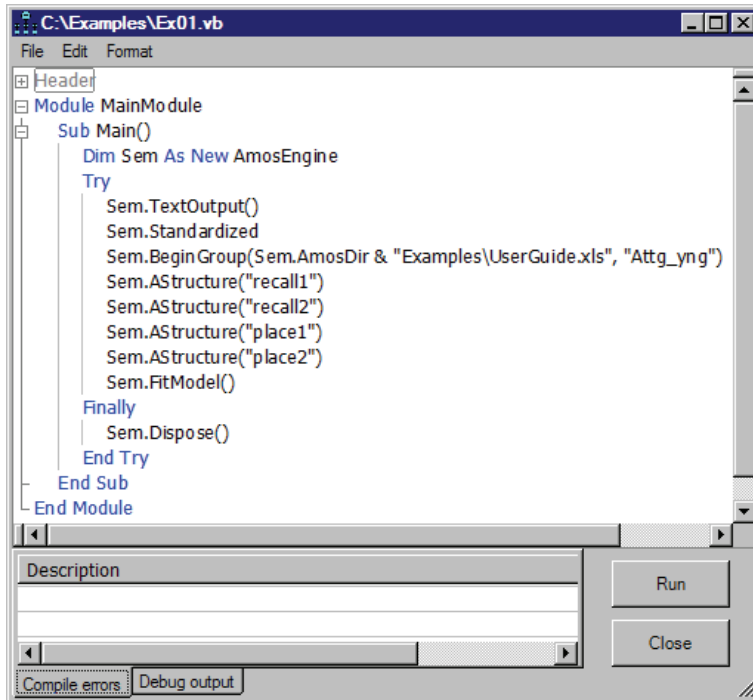 C:\Examples\Ex01.vb
File Edit Format
Header
Module MainModule
Sub Main()
Dim Sem As New AmosEngine
Try
Sem.TextOutput()
Sem.Standardized
Sem.BeginGroup(Sem.AmosDir & "Examples\UserGuide.xls", "Attg_yng")
Sem.AStructure("recall1")
Sem.AStructure("recall2")
Sem.AStructure("place1")
Sem.AStructure("place2")
Sem.FitModel()
Finally
Sem.Dispose()
End Try
End Sub
End Module
Description
Run
Close
Compile errors Debug output